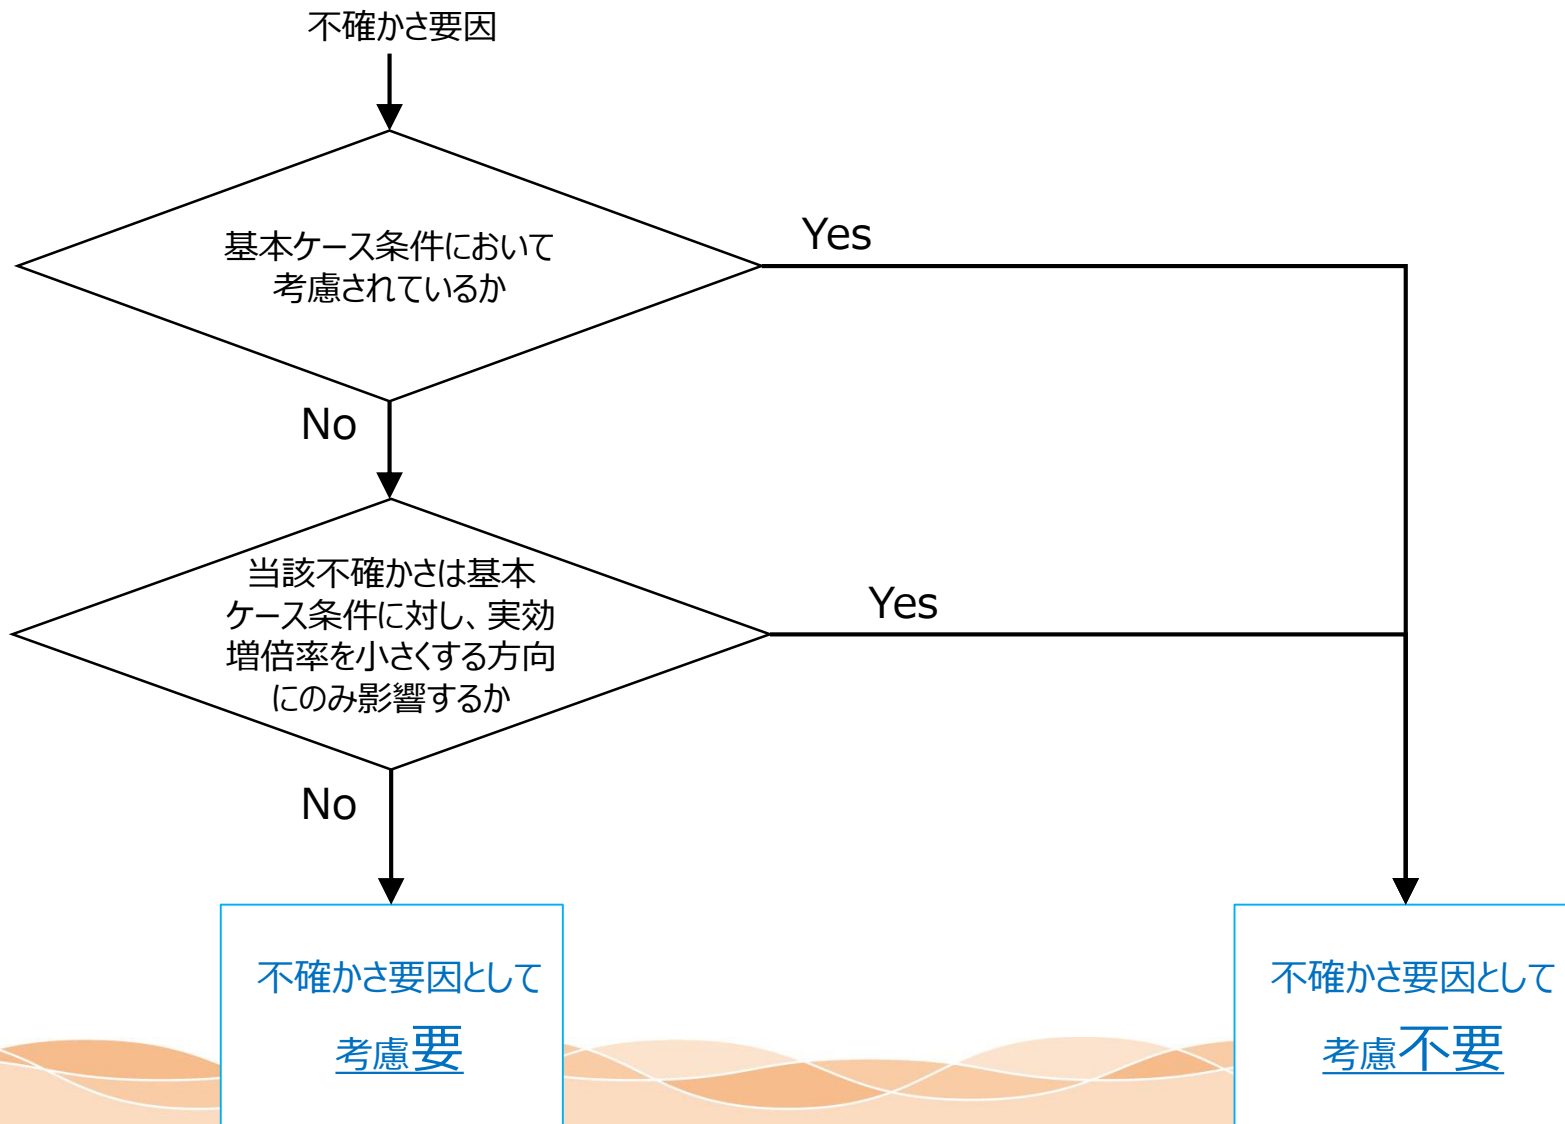 不確かさ要因
基本ケース条件において
考慮されているか
Yes
No
当該不確かさは基本
ケース条件に対し、実効
増倍率を小さくする方向
にのみ影響するか
Yes
No
不確かさ要因として
考慮要
不確かさ要因として
考慮不要